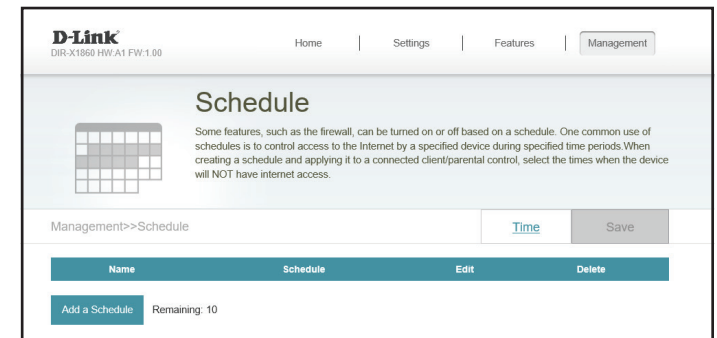 D-Link
DIR-X1860 HW:A1 FW:1.00
Home
Settings
Features
Management
Schedule
Some features, such as the firewall, can be turned on or off based on a schedule. One common use of
schedules is to control access to the Internet by a specified device during specified time periods.When
creating a schedule and applying it to a connected client/parental control, select the times when the device
will NOT have internet access.
Management>>Schedule
Time
Save
Name
Schedule
Edit
Delete
Add a Schedule
Remaining: 10